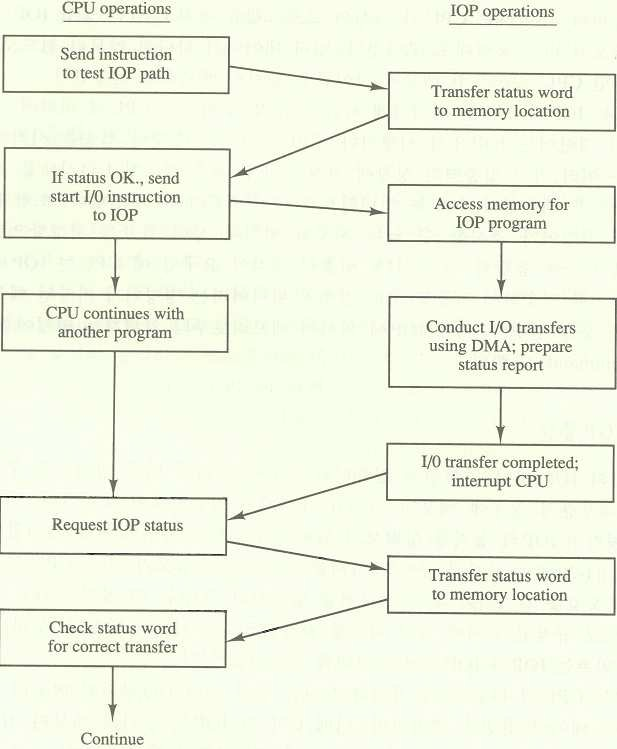 CPU operations
IOP operations
Send instruction
to test IOP path
Transfer status word
to memory location
If status OK., send
start I/0 instruction
to IOP
Access memory for
IOP program
CPU continues with
another program
Conduct I/O transfers
using DMA; prepare
status report
I/0 transfer completed;
interrupt CPU
Request IOP status
Transfer status word
to memory location
Check status word
for correct transfer
Continue